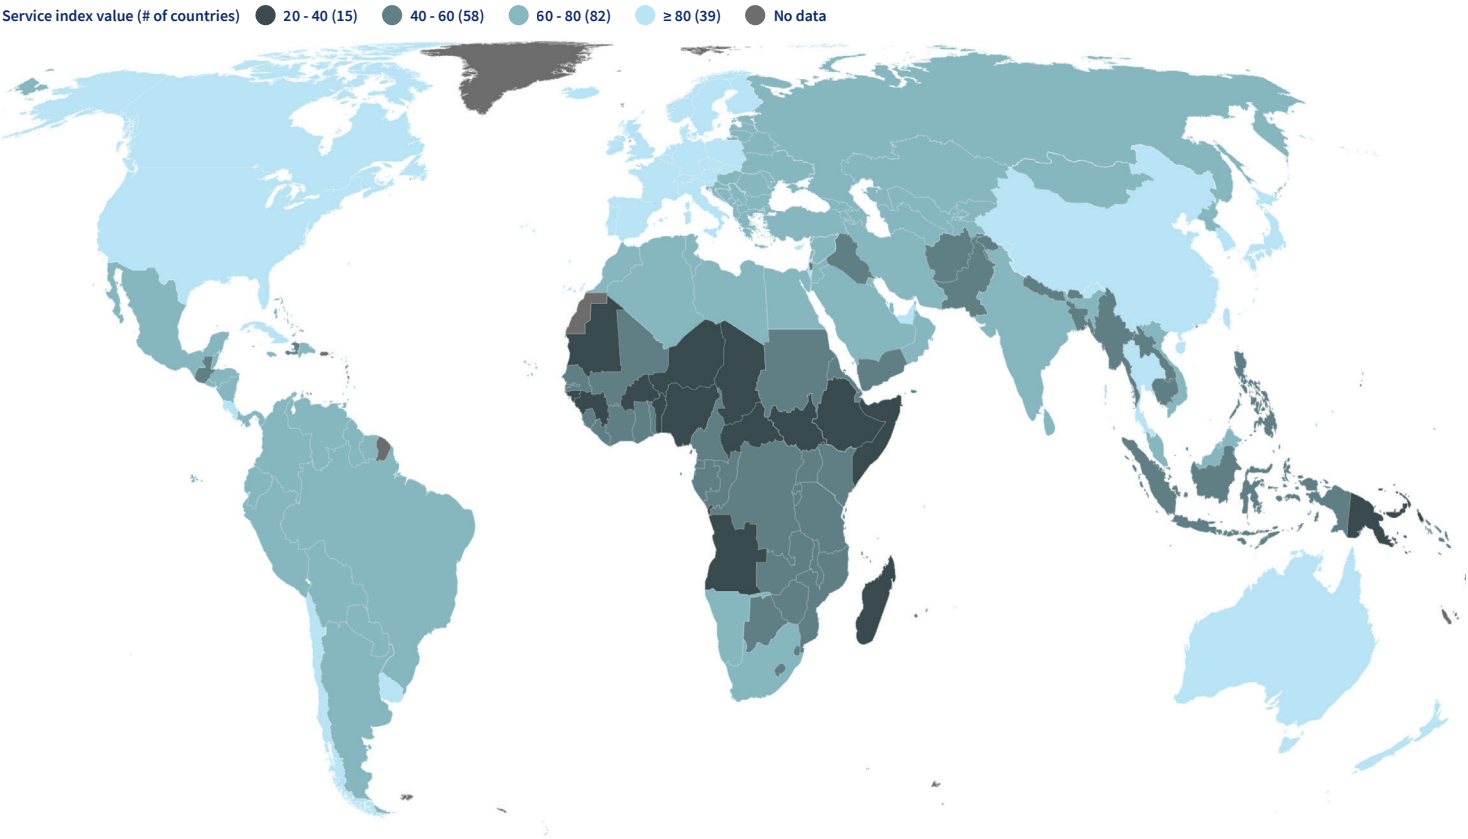 Service index value (# of countries) 20 - 40 (15) 40 - 60 (58) 60 - 80 (82) ≥ 80 (39) No data